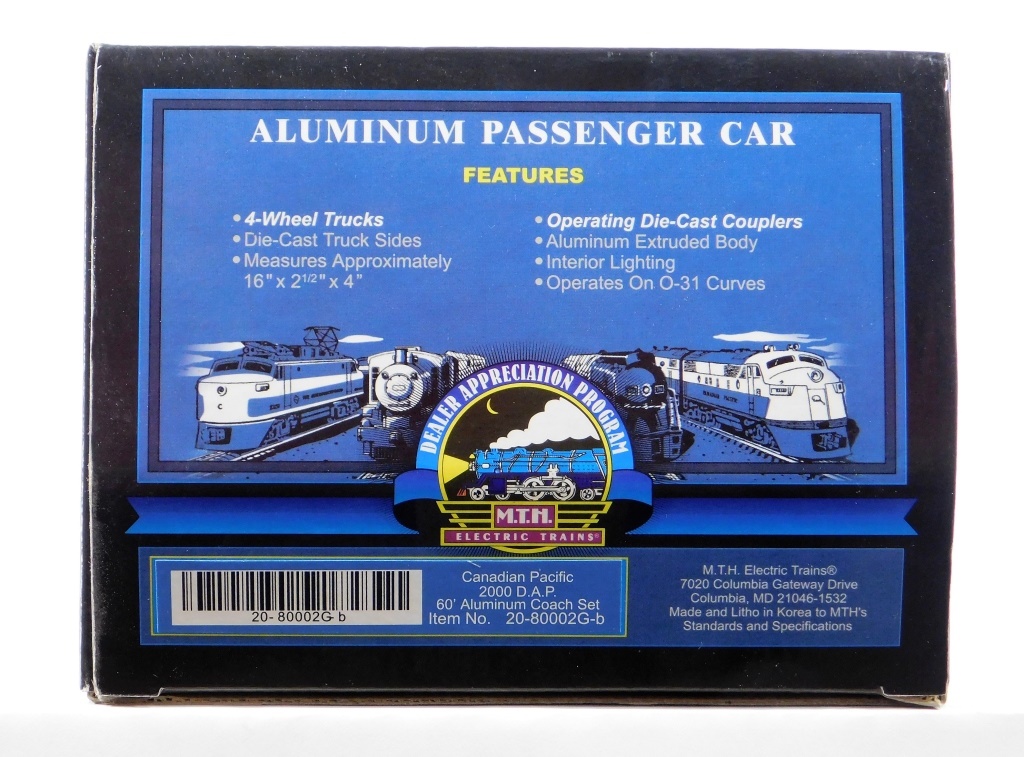 ALUMINUM PASSENGER CAR
FEATURES
• 4-Wheel Trucks
• Die-Cast Truck Sides
• Measures Approximately
16" x 2 1/2" x 4"
• Operating Die-Cast Couplers
• Aluminum Extruded Body
• Interior Lighting
• Operates On O-31 Curves
DEALER APPRECIATION PROGRAM
CANADIAN PACIFIC
M.T.H.
ELECTRIC TRAINS®
20-80002G-b
Canadian Pacific
2000 D.A.P.
60' Aluminum Coach Set
Item No. 20-80002G-b
M.T.H. Electric Trains®
7020 Columbia Gateway Drive
Columbia, MD 21046-1532
Made and Litho in Korea to MTH's
Standards and Specifications